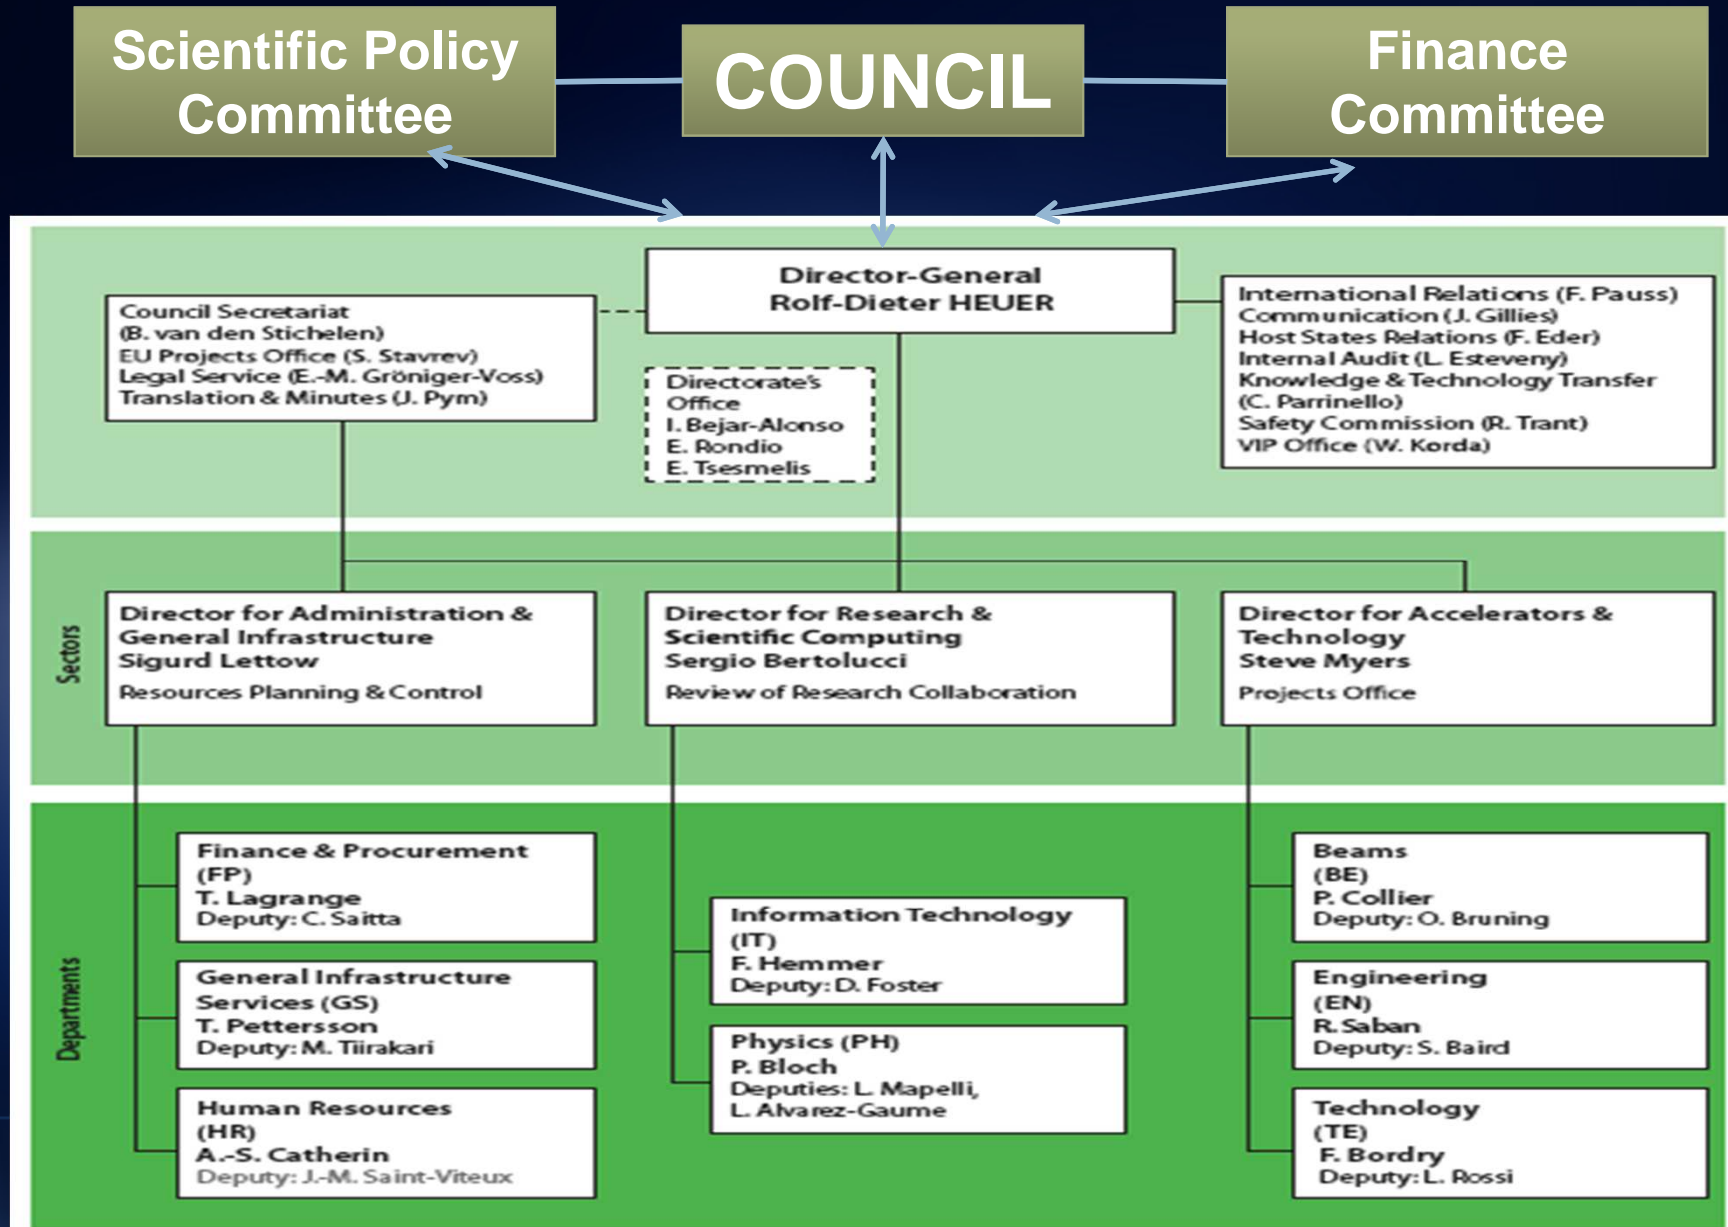 Scientific Policy
Committee
COUNCIL
Finance
Committee
Director-General
Rolf-Dieter HEUER
Council Secretariat
(B. van den Stichelen)
EU Projects Office (S. Stavrev)
Legal Service (E.-M. Gröniger-Voss)
Translation & Minutes (J. Pym)
Directorate's
Office
I. Bejar-Alonso
E. Rondio
E. Tsesmelis
International Relations (F. Pauss)
Communication (J. Gillies)
Host States Relations (F. Eder)
Internal Audit (L. Esteveny)
Knowledge & Technology Transfer
(C. Parrinello)
Safety Commission (R. Trant)
VIP Office (W. Korda)
Sectors
Director for Administration &
General Infrastructure
Sigurd Lettow
Resources Planning & Control
Director for Research &
Scientific Computing
Sergio Bertolucci
Review of Research Collaboration
Director for Accelerators &
Technology
Steve Myers
Projects Office
Departments
Finance & Procurement
(FP)
T. Lagrange
Deputy: C. Saitta
General Infrastructure
Services (GS)
T. Pettersson
Deputy: M. Tiirakari
Human Resources
(HR)
A.-S. Catherin
Deputy: J.-M. Saint-Viteux
Information Technology
(IT)
F. Hemmer
Deputy: D. Foster
Physics (PH)
P. Bloch
Deputies: L. Mapelli,
L. Alvarez-Gaume
Beams
(BE)
P. Collier
Deputy: O. Bruning
Engineering
(EN)
R. Saban
Deputy: S. Baird
Technology
(TE)
F. Bordry
Deputy: L. Rossi